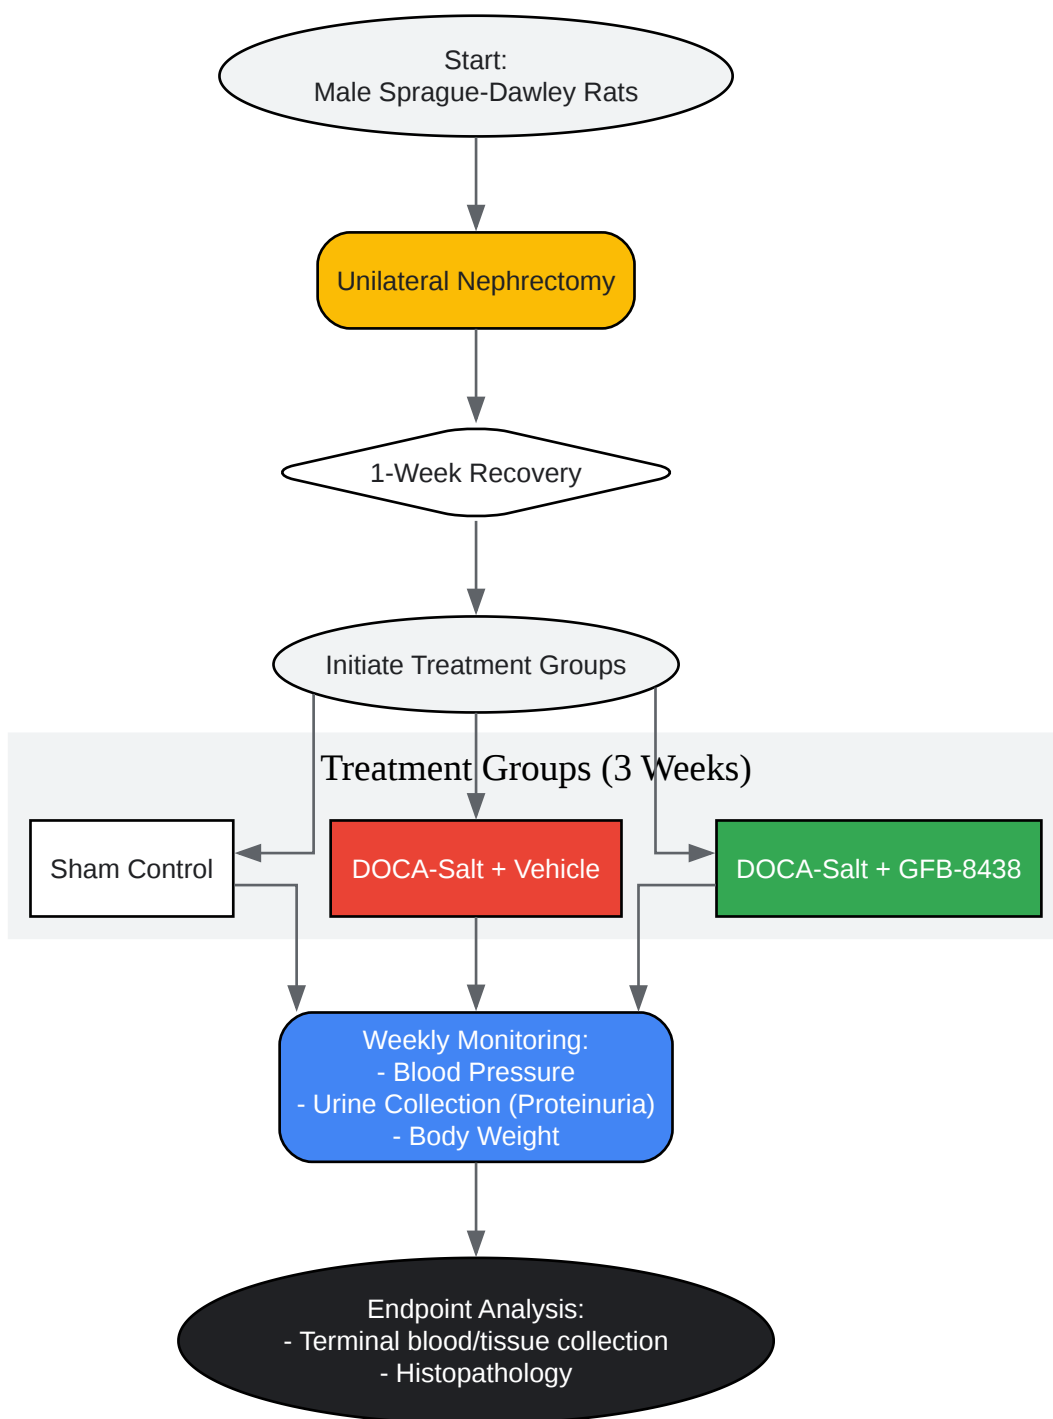 Start:
Male Sprague-Dawley Rats
Unilateral Nephrectomy
1-Week Recovery
Initiate Treatment Groups
Treatment Groups (3 Weeks)
Sham Control
DOCA-Salt + Vehicle
DOCA-Salt + GFB-8438
Weekly Monitoring:
- Blood Pressure
- Urine Collection (Proteinuria)
- Body Weight
Endpoint Analysis:
- Terminal blood/tissue collection
- Histopathology